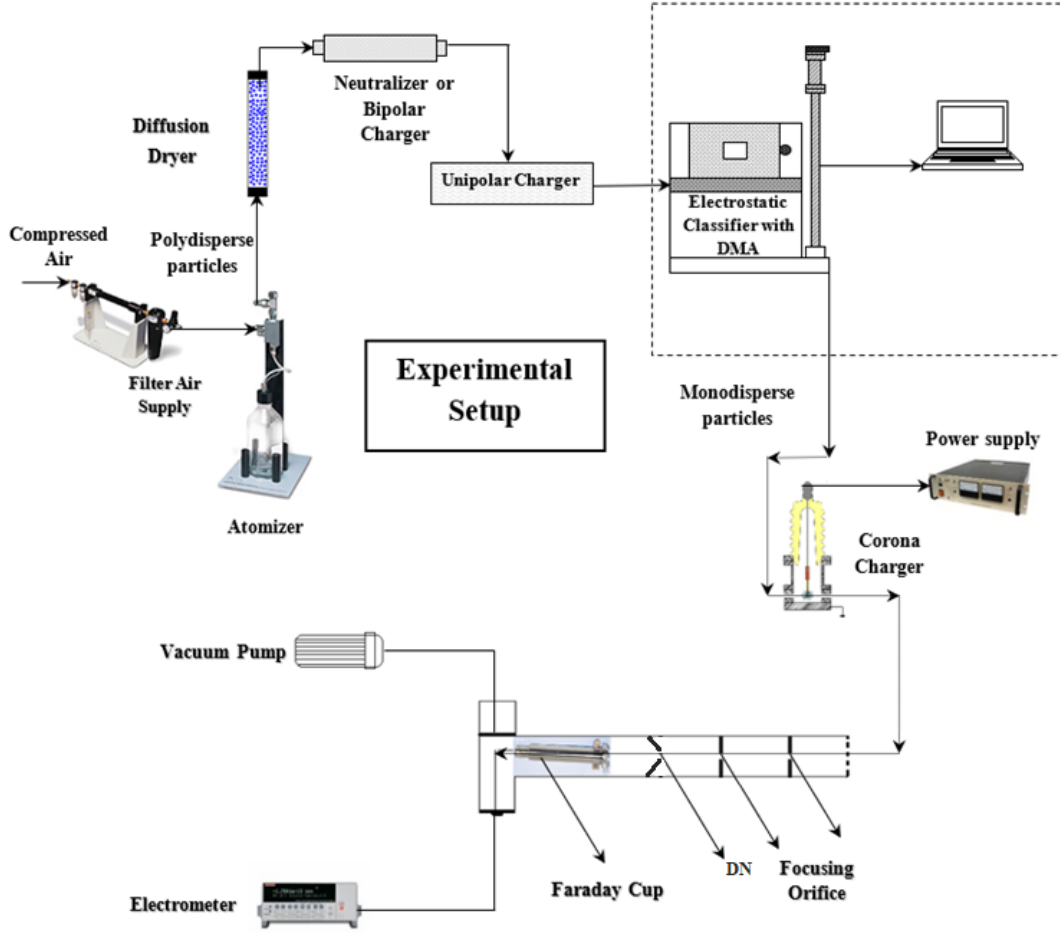 Neutralizer or
Bipolar
Charger
Diffusion
Dryer
Unipolar Charger
Electrostatic
Classifier with
DMA
Compressed
Air
Polydisperse
particles
Filter Air
Supply
Experimental
Setup
Monodisperse
particles
Power supply
Atomizer
Corona
Charger
Vacuum Pump
DN
Focusing
Orifice
Faraday Cup
Electrometer